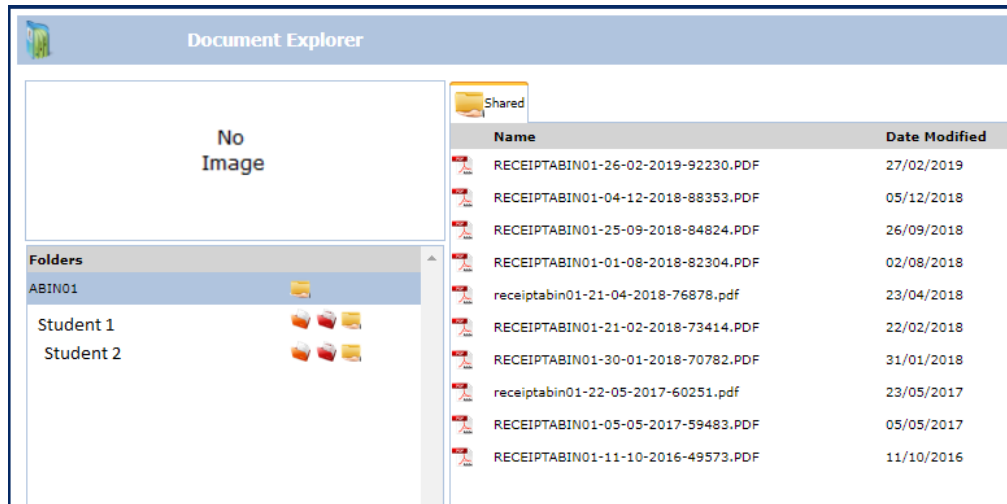 Document Explorer
No
Image
Folders
ABIN01
Student 1
Student 2
Shared
Name Date Modified
RECEIPTABIN01-26-02-2019-92230.PDF 27/02/2019
RECEIPTABIN01-04-12-2018-88353.PDF 05/12/2018
RECEIPTABIN01-25-09-2018-84824.PDF 26/09/2018
RECEIPTABIN01-01-08-2018-82304.PDF 02/08/2018
receiptabin01-21-04-2018-76878.pdf 23/04/2018
RECEIPTABIN01-21-02-2018-73414.PDF 22/02/2018
RECEIPTABIN01-30-01-2018-70782.PDF 31/01/2018
receiptabin01-22-05-2017-60251.pdf 23/05/2017
RECEIPTABIN01-05-05-2017-59483.PDF 05/05/2017
RECEIPTABIN01-11-10-2016-49573.PDF 11/10/2016